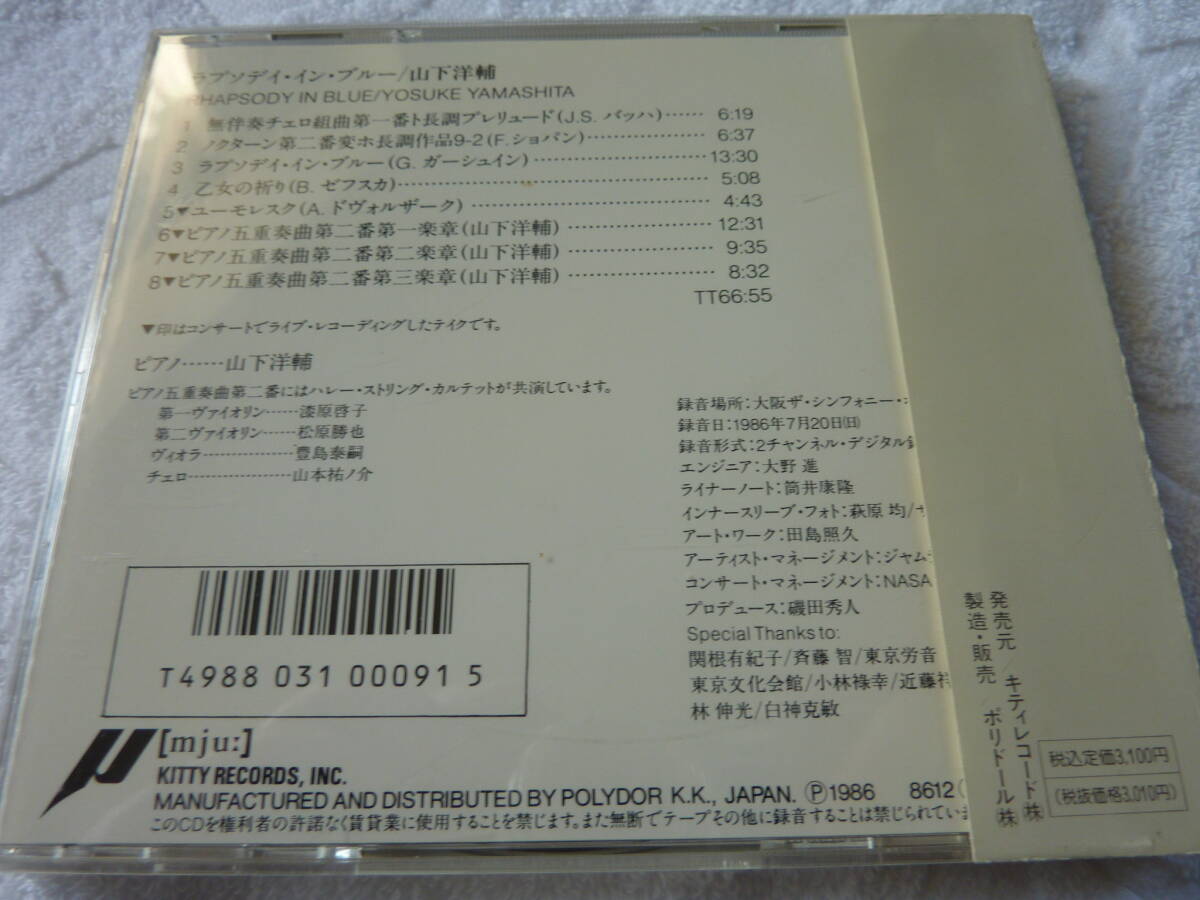 ラプソディ・イン・ブルー/山下洋輔
RHAPSODY IN BLUE/YOSUKE YAMASHITA
1 無伴奏チェロ組曲第一番ト長調プレリュード(J.S. バッハ)…… 6:19
2 ノクターン第二番変ホ長調作品9-2(F. ショパン)…… 6:37
3 ラプソデイ・イン・ブルー(G. ガーシュイン)…… 13:30
4 乙女の祈り(B. ゼフスカ)…… 5:08
5▼ユーモレスク(A. ドヴォルザーク)…… 4:43
6▼ピアノ五重奏曲第二番第一楽章(山下洋輔)…… 12:31
7▼ピアノ五重奏曲第二番第二楽章(山下洋輔)…… 9:35
8▼ピアノ五重奏曲第二番第三楽章(山下洋輔)…… 8:32
TT66:55
▼印はコンサートでライブ・レコーディングしたテイクです。
ピアノ……山下洋輔
ピアノ五重奏曲第二番にはハレー・ストリング・カルテットが共演しています。
第一ヴァイオリン……漆原啓子
第二ヴァイオリン……松原勝也
ヴィオラ……豊島泰嗣
チェロ……山本祐ノ介
録音場所:大阪ザ・シンフォニー・
録音日:1986年7月20日(日)
録音形式:2チャンネル・デジタル
エンジニア:大野 進
ライナーノート:筒井康隆
インナースリーブ・フォト:萩原 均/
アート・ワーク:田島照久
アーティスト・マネージメント:ジャム
コンサート・マネージメント:NASA
プロデュース:磯田秀人
Special Thanks to:
関根有紀子/斉藤 智/東京労音
東京文化会館/小林祿幸/近藤
林 伸光/白神克敏
T4988 031 00091 5
μ [mju:]
KITTY RECORDS, INC.
MANUFACTURED AND DISTRIBUTED BY POLYDOR K.K., JAPAN. Ⓟ1986 8612
このCDを権利者の許諾なく賃貸業に使用することを禁じます。また無断でテープその他に録音することは禁じられていま
発売元/キティレコード㈱
製造・販売/ポリドール㈱
税込定価3,100円
(税抜価格3,010円)